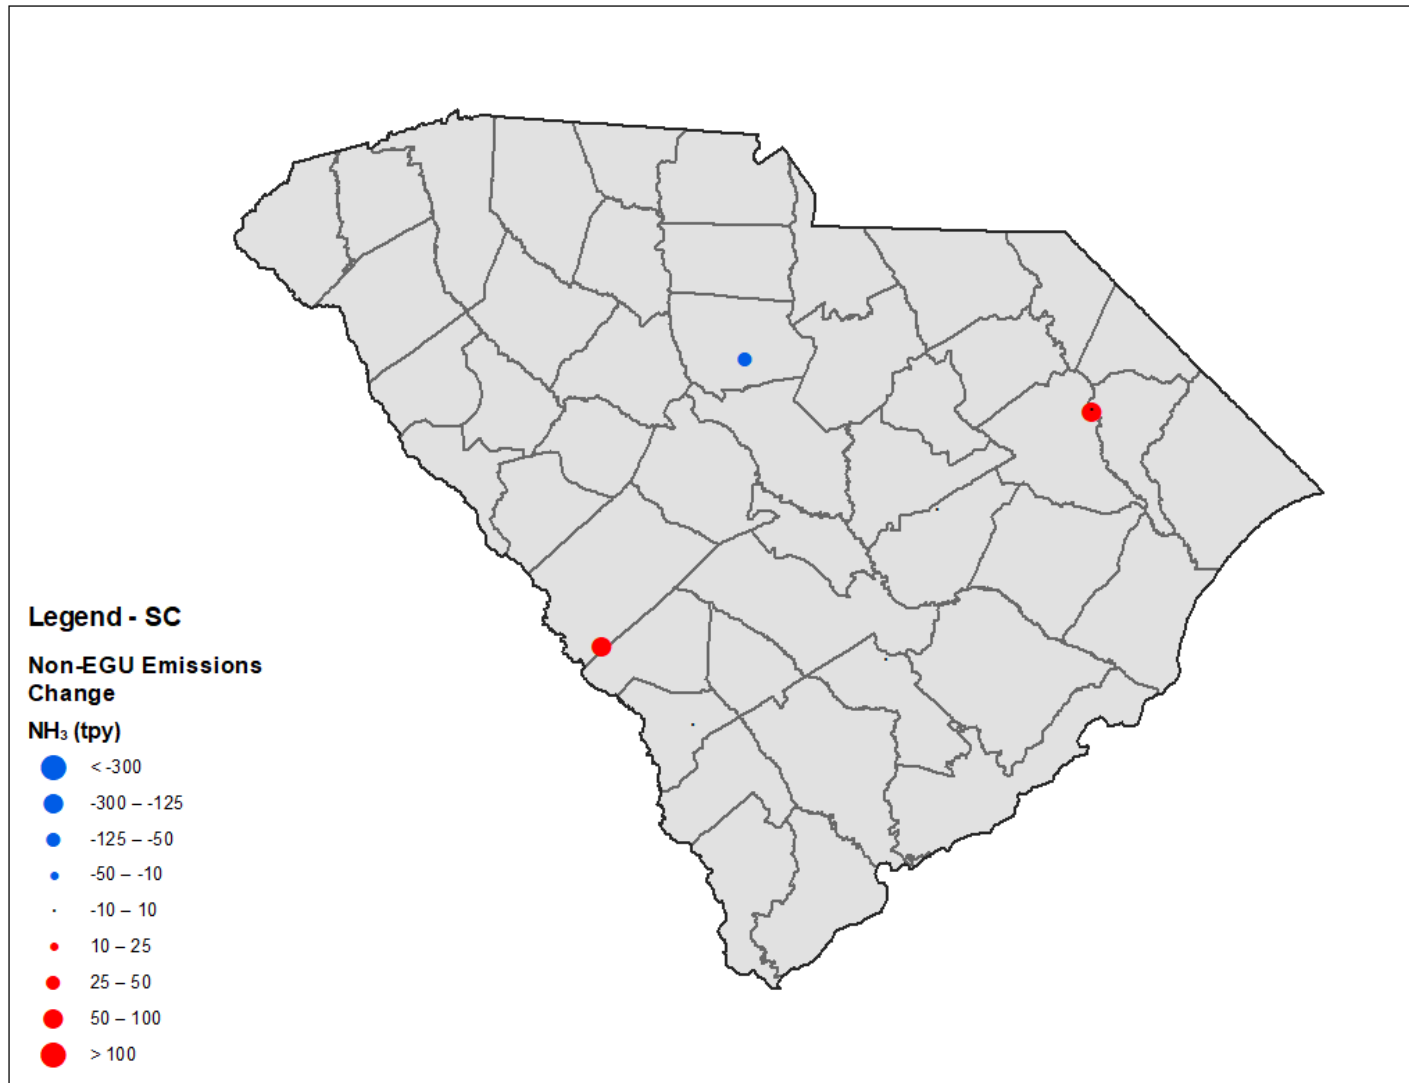 Legend - SC
Non-EGU Emissions
Change
NH₃ (tpy)
< -300
-300 – -125
-125 – -50
-50 – -10
-10 – 10
10 – 25
25 – 50
50 – 100
> 100